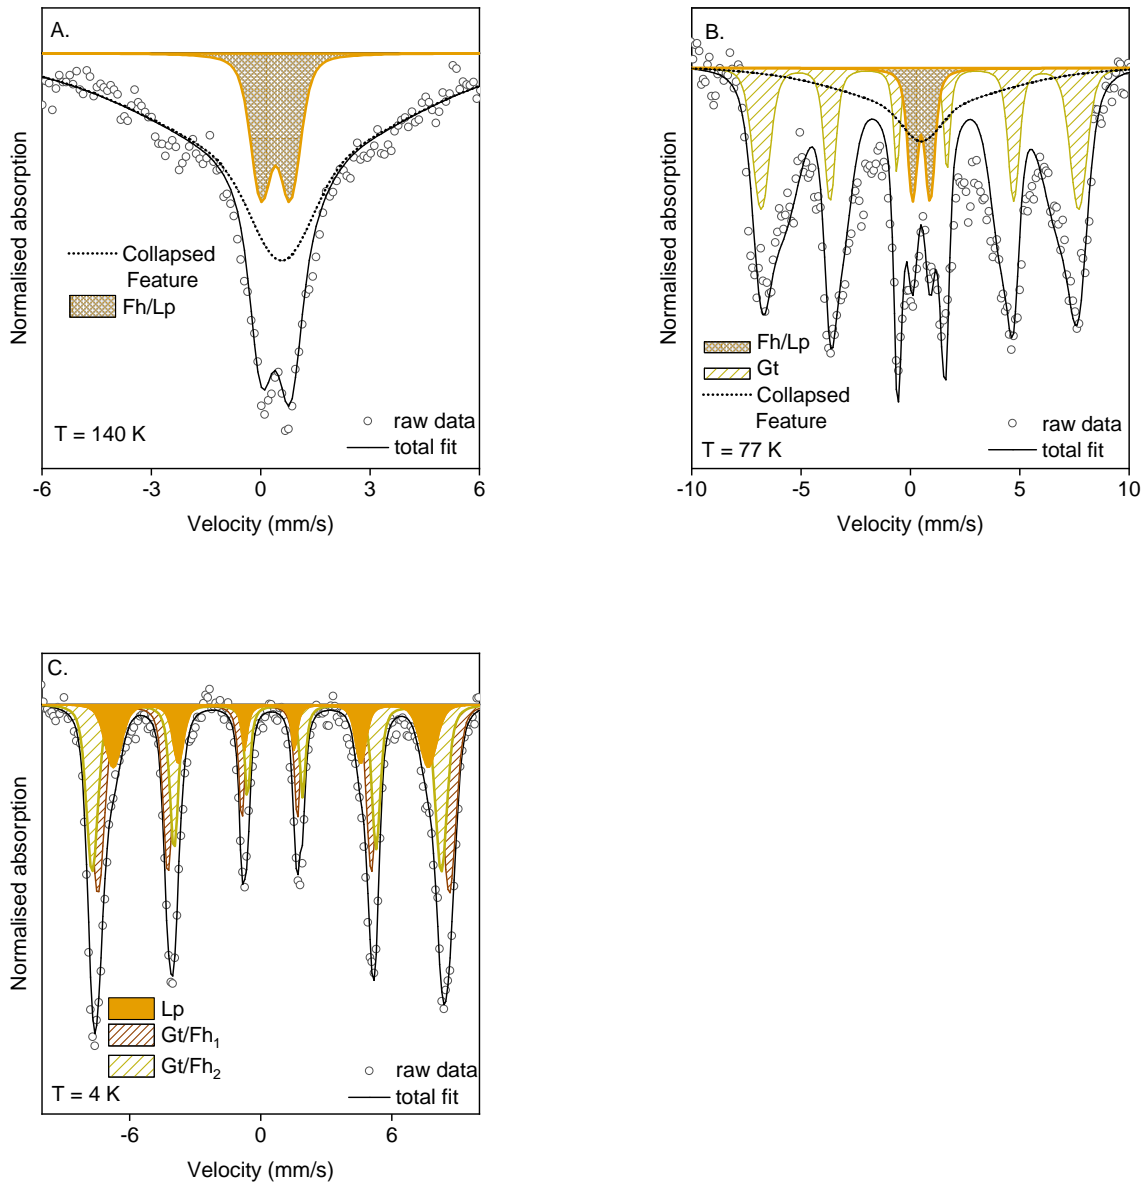 A.
Normalised absorption
Collapsed
Feature
Fh/Lp
raw data
total fit
T = 140 K
-6 -3 0 3 6
Velocity (mm/s)
B.
Normalised absorption
Fh/Lp
Gt
Collapsed
Feature
raw data
total fit
T = 77 K
-10 -5 0 5 10
Velocity (mm/s)
C.
Normalised absorption
Lp
Gt/Fh1
Gt/Fh2
raw data
total fit
T = 4 K
-6 0 6
Velocity (mm/s)